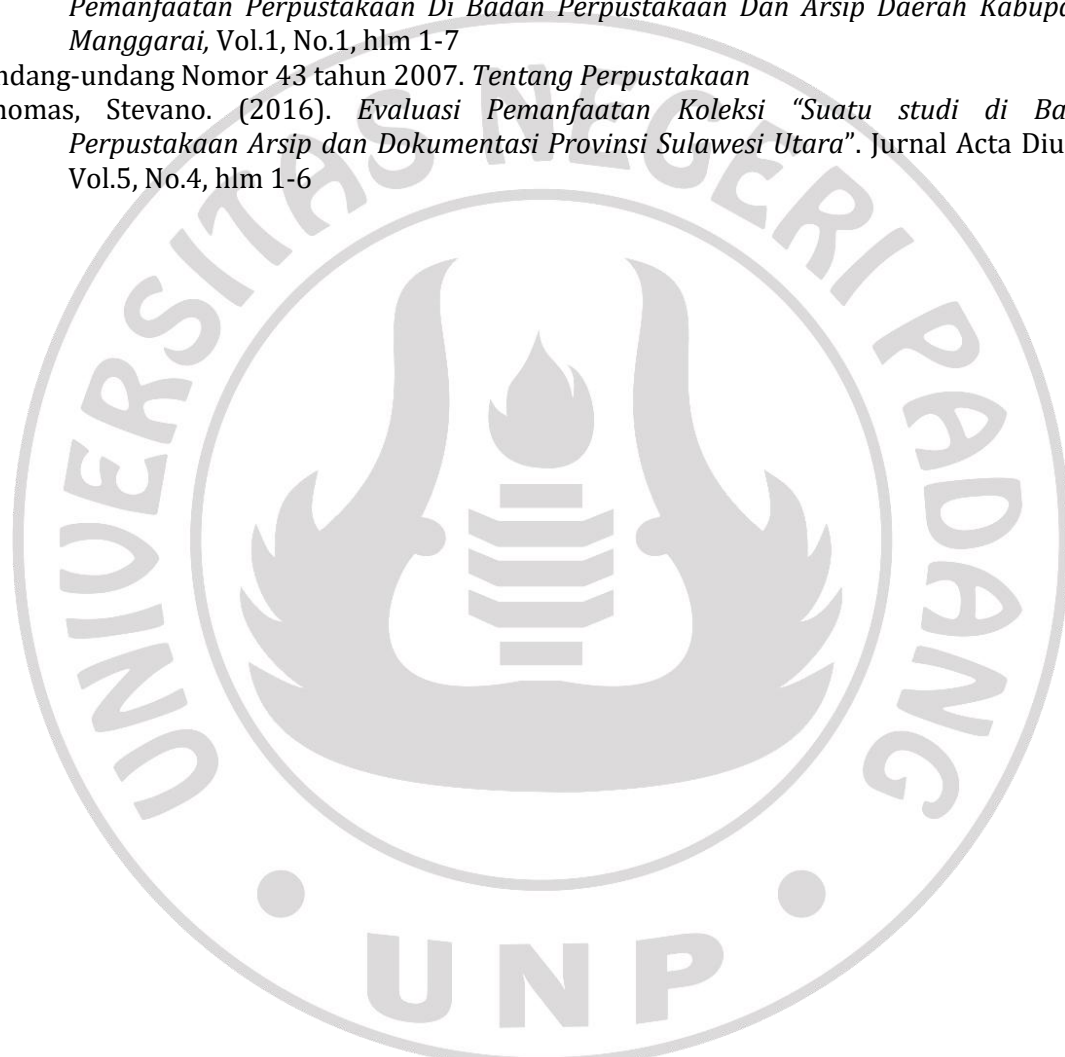 Pemanfaatan Perpustakaan Di Badan Perpustakaan Dan Arsip Daerah Kabupa
Manggarai, Vol.1, No.1, hlm 1-7
ndang-undang Nomor 43 tahun 2007. Tentang Perpustakaan
homas, Stevano. (2016). Evaluasi Pemanfaatan Koleksi “Suatu studi di Ba
Perpustakaan Arsip dan Dokumentasi Provinsi Sulawesi Utara”. Jurnal Acta Diu
Vol.5, No.4, hlm 1-6
UNIVERSITAS NEGERI PADANG
UNP